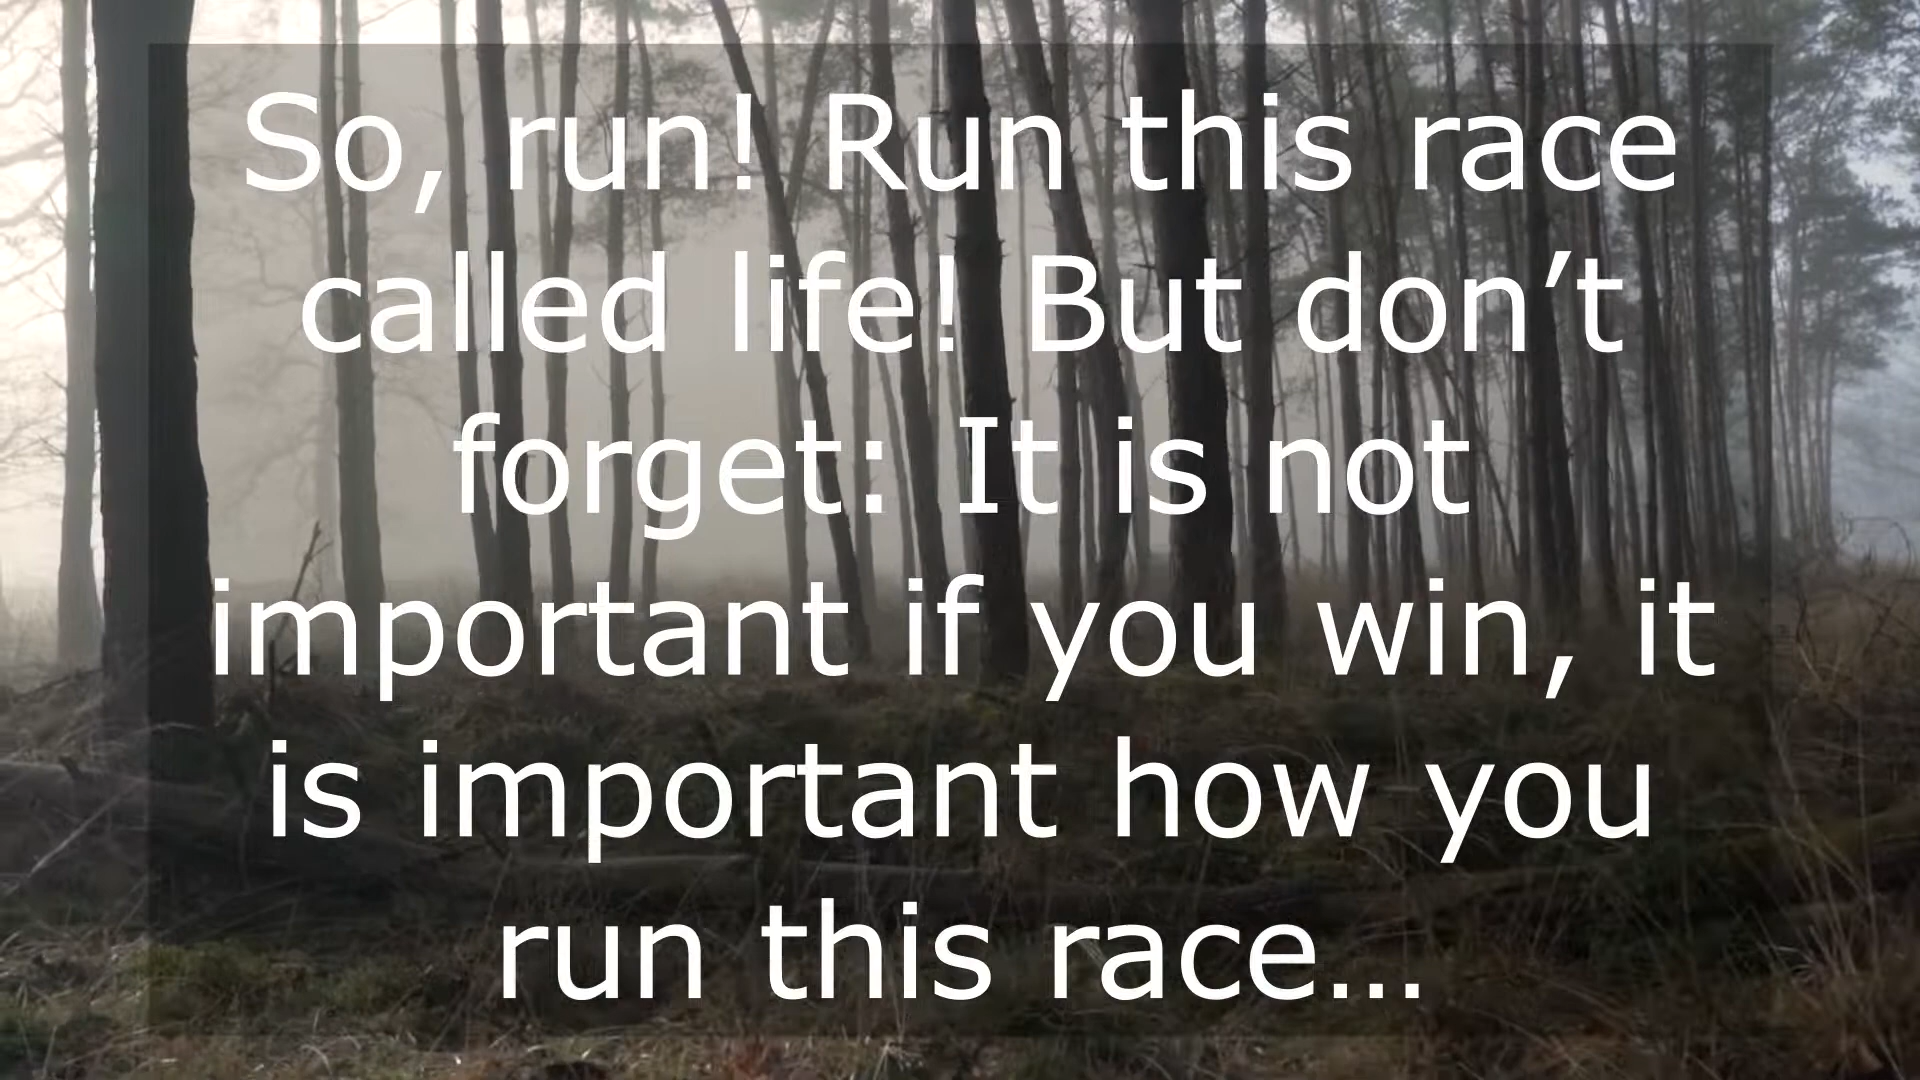 So, run! Run this race
called life! But don’t
forget: It is not
important if you win, it
is important how you
run this race…